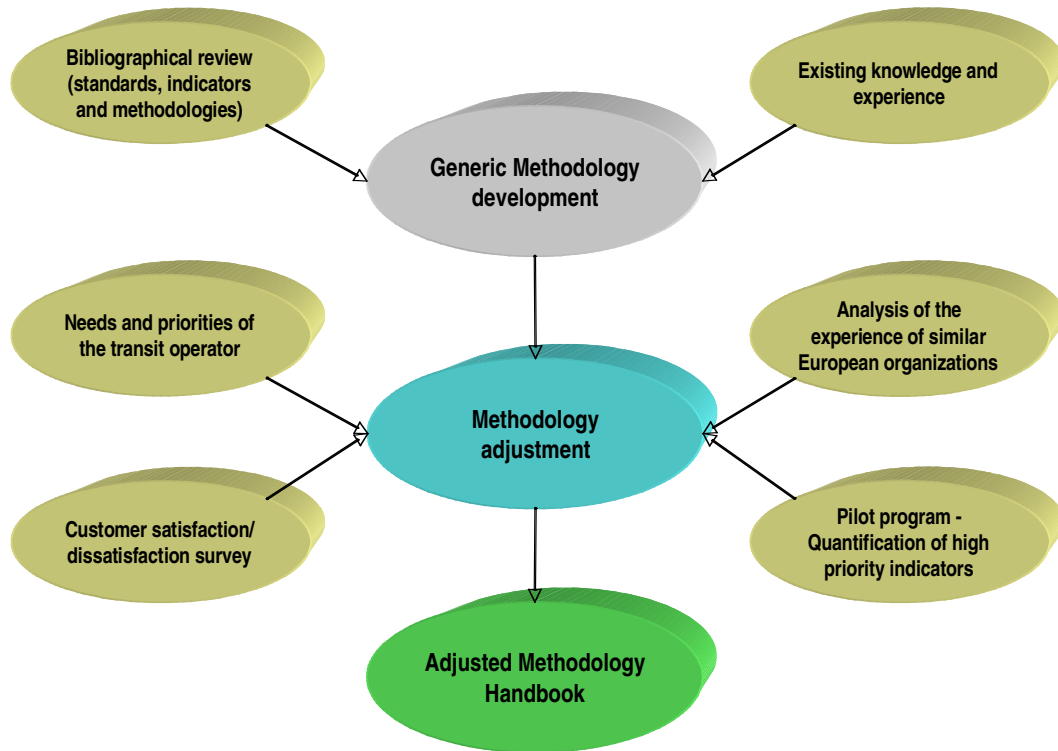 Bibliographical review
(standards, indicators
and methodologies)
Existing knowledge and
experience
Generic Methodology
development
Needs and priorities of
the transit operator
Analysis of the
experience of similar
European organizations
Methodology
adjustment
Customer satisfaction/
dissatisfaction survey
Pilot program -
Quantification of high
priority indicators
Adjusted Methodology
Handbook